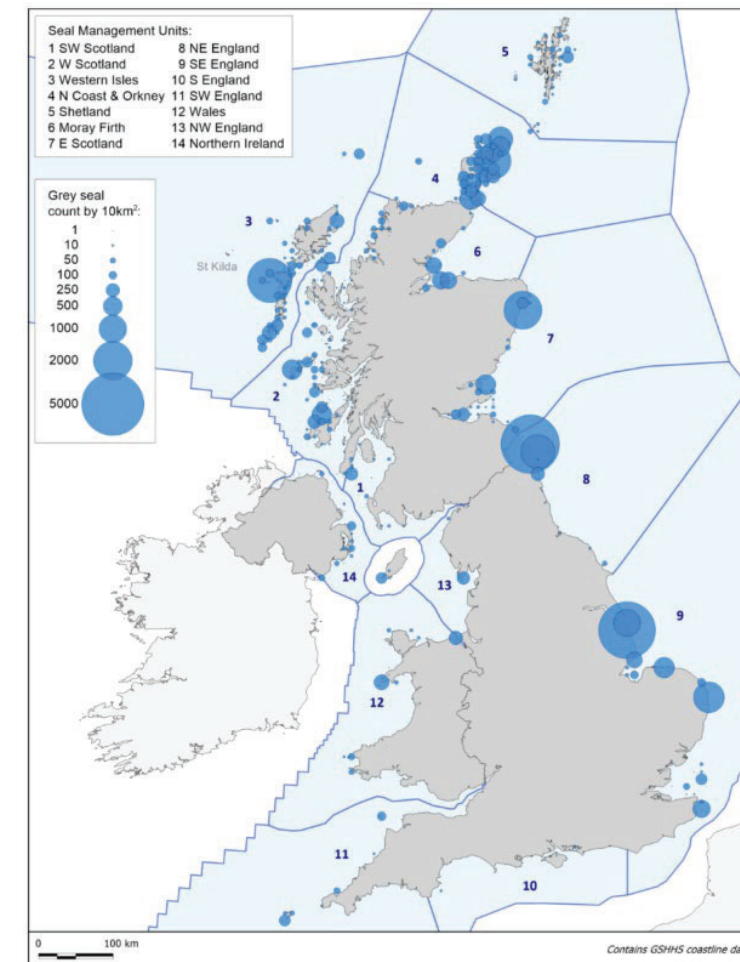 Seal Management Units:
1 SW Scotland 8 NE England
2 W Scotland 9 SE England
3 Western Isles 10 S England
4 N Coast & Orkney 11 SW England
5 Shetland 12 Wales
6 Moray Firth 13 NW England
7 E Scotland 14 Northern Ireland
5
4
Grey seal
count by 10km²:
1
10
50
100
250
500
1000
2000
5000
3
St Kilda
6
7
2
8
1
14
13
9
12
11
10
0 100 km
Contains GSHHS coastline da